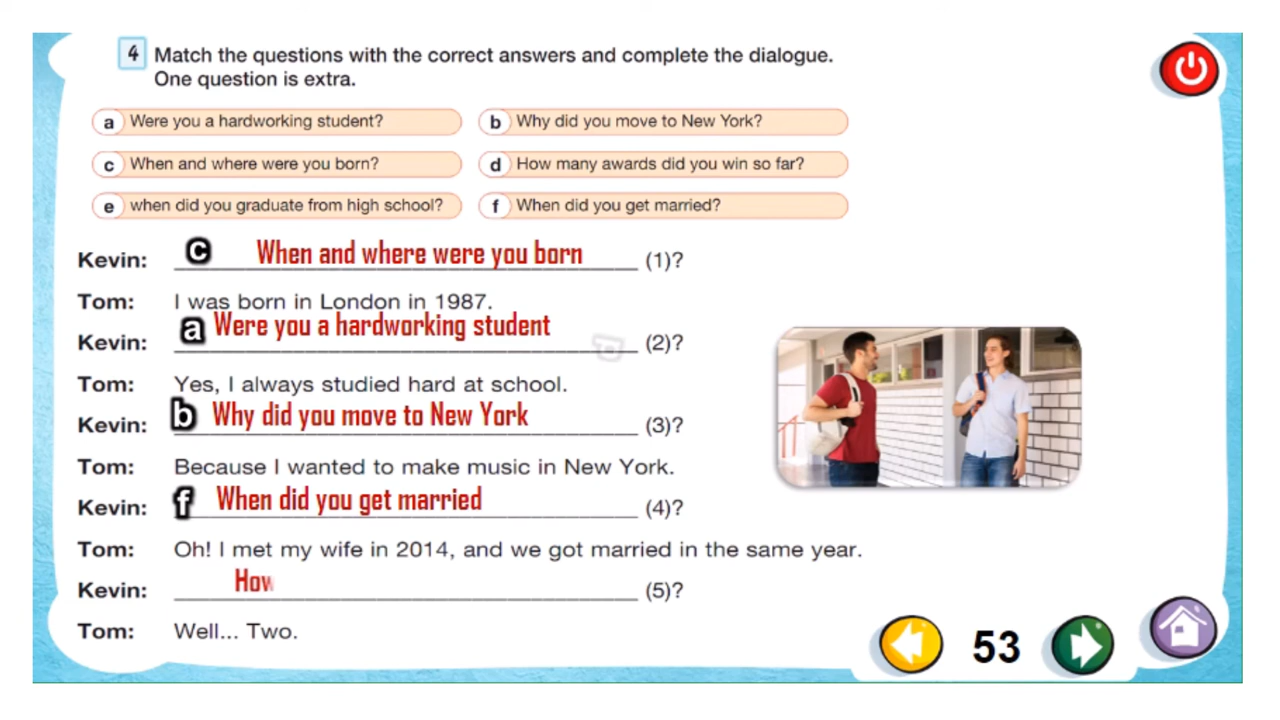 4 Match the questions with the correct answers and complete the dialogue.
One question is extra.
a Were you a hardworking student?
b Why did you move to New York?
c When and where were you born?
d How many awards did you win so far?
e when did you graduate from high school?
f When did you get married?
Kevin: c When and where were you born (1)?
Tom: I was born in London in 1987.
Kevin: a Were you a hardworking student (2)?
Tom: Yes, I always studied hard at school.
Kevin: b Why did you move to New York (3)?
Tom: Because I wanted to make music in New York.
Kevin: f When did you get married (4)?
Tom: Oh! I met my wife in 2014, and we got married in the same year.
Kevin: How (5)?
Tom: Well... Two.
53